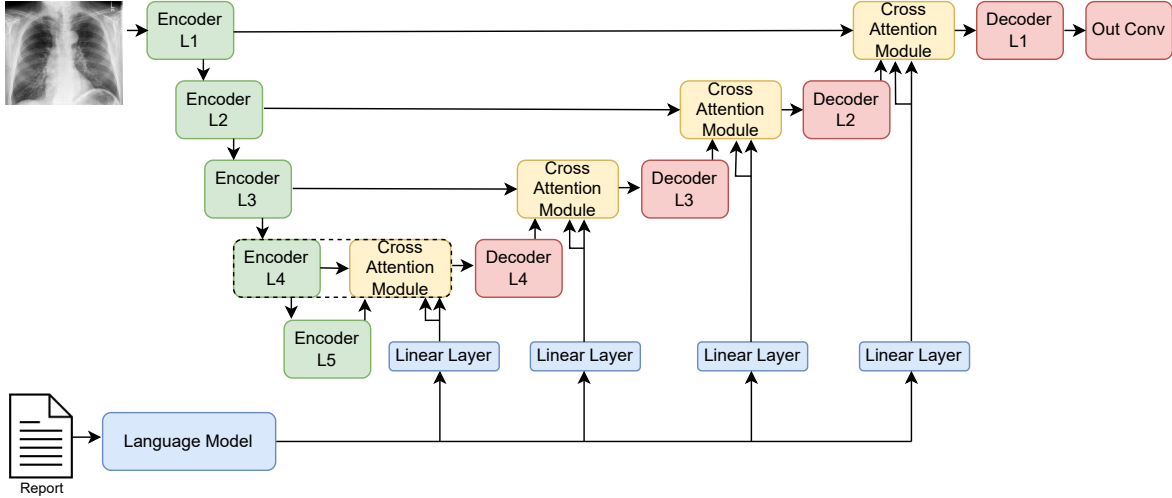 Encoder
L1
Cross
Attention
Module
Decoder
L1
Out Conv
Encoder
L2
Cross
Attention
Module
Decoder
L2
Encoder
L3
Cross
Attention
Module
Decoder
L3
Encoder
L4
Cross
Attention
Module
Decoder
L4
Encoder
L5
Linear Layer
Linear Layer
Linear Layer
Linear Layer
Language Model
Report